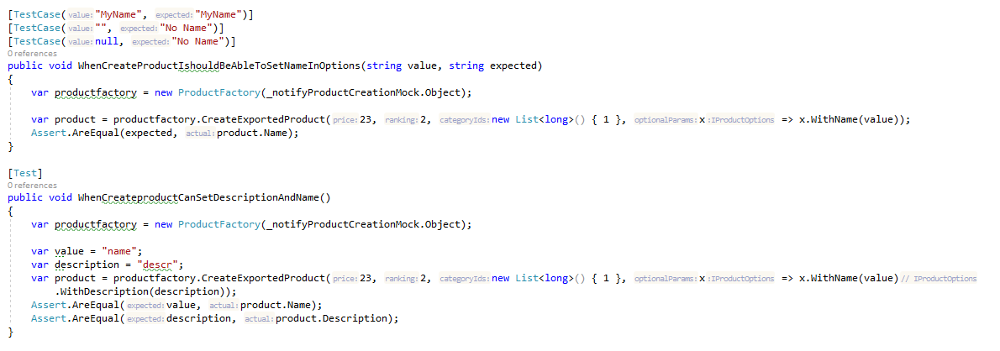 [TestCase(value:"MyName", expected:"MyName")]
[TestCase(value:"", expected:"No Name")]
[TestCase(value:null, expected:"No Name")]
0 references
public void WhenCreateProductIshouldBeAbleToSetNameInOptions(string value, string expected)
{
    var productfactory = new ProductFactory(_notifyProductCreationMock.Object);
    var product = productfactory.CreateExportedProduct(price:23, ranking:2, categoryIds:new List<long>() { 1 }, optionalParams:x:IProductOptions => x.WithName(value));
    Assert.AreEqual(expected, actual:product.Name);
}
[Test]
0 references
public void WhenCreateproductCanSetDescriptionAndName()
{
    var productfactory = new ProductFactory(_notifyProductCreationMock.Object);
    var value = "name";
    var description = "descr";
    var product = productfactory.CreateExportedProduct(price:23, ranking:2, categoryIds:new List<long>() { 1 }, optionalParams:x:IProductOptions => x.WithName(value)// IProductOptions
        .WithDescription(description));
    Assert.AreEqual(expected:value, actual:product.Name);
    Assert.AreEqual(expected:description, actual:product.Description);
}